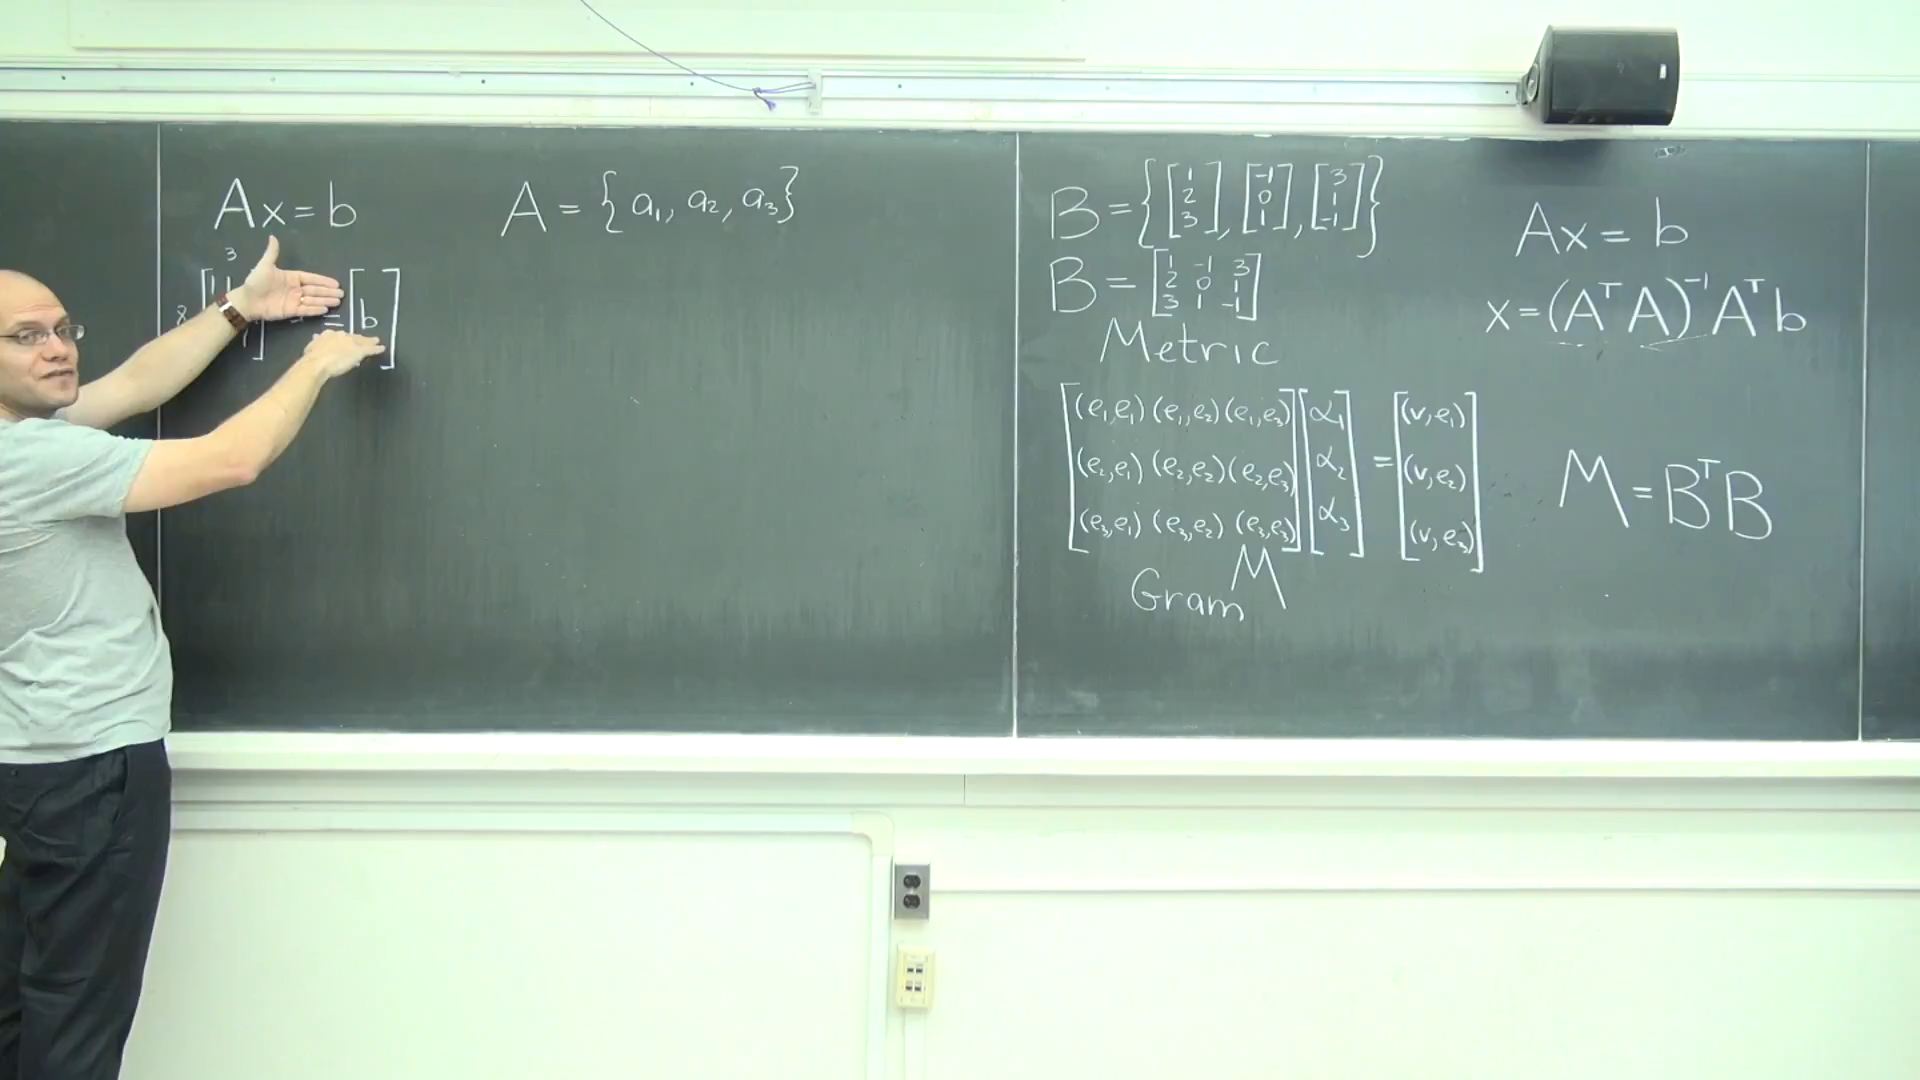 Ax = b
3
8 [ ] = [b]
A = {a₁, a₂, a₃}
B = {[1 2 3], [-1 0 1], [3 1 -1]}
B = [1 -1 3
2 0 1
3 1 -1]
Metric
[(e₁,e₁) (e₁,e₂) (e₁,e₃)] [α₁] = [(v,e₁)]
[(e₂,e₁) (e₂,e₂) (e₂,e₃)] [α₂] = [(v,e₂)]
[(e₃,e₁) (e₃,e₂) (e₃,e₃)] [α₃] = [(v,e₃)]
M
Gram
Ax = b
x = (AᵀA)⁻¹Aᵀb
M = BᵀB